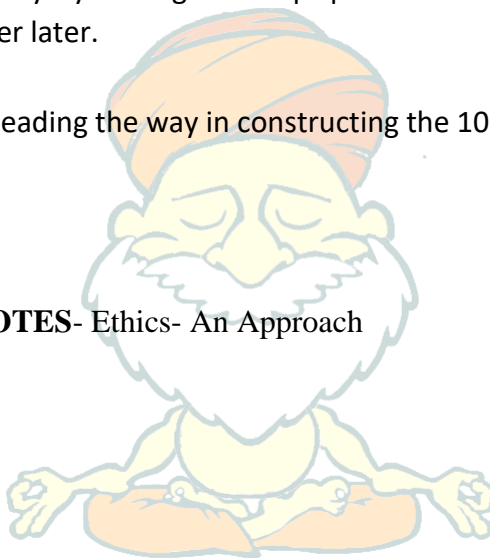 er later.
eading the way in constructing the 10
OTES- Ethics- An Approach